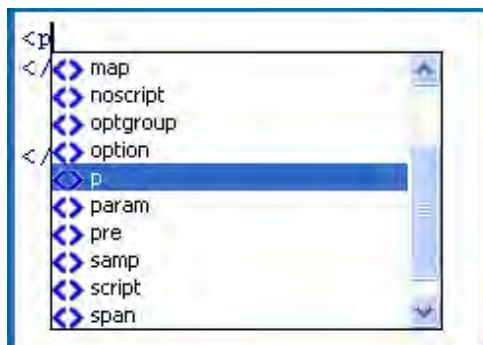 <p
</
</
<> map
<> noscript
<> optgroup
<> option
<> p
<> param
<> pre
<> samp
<> script
<> span